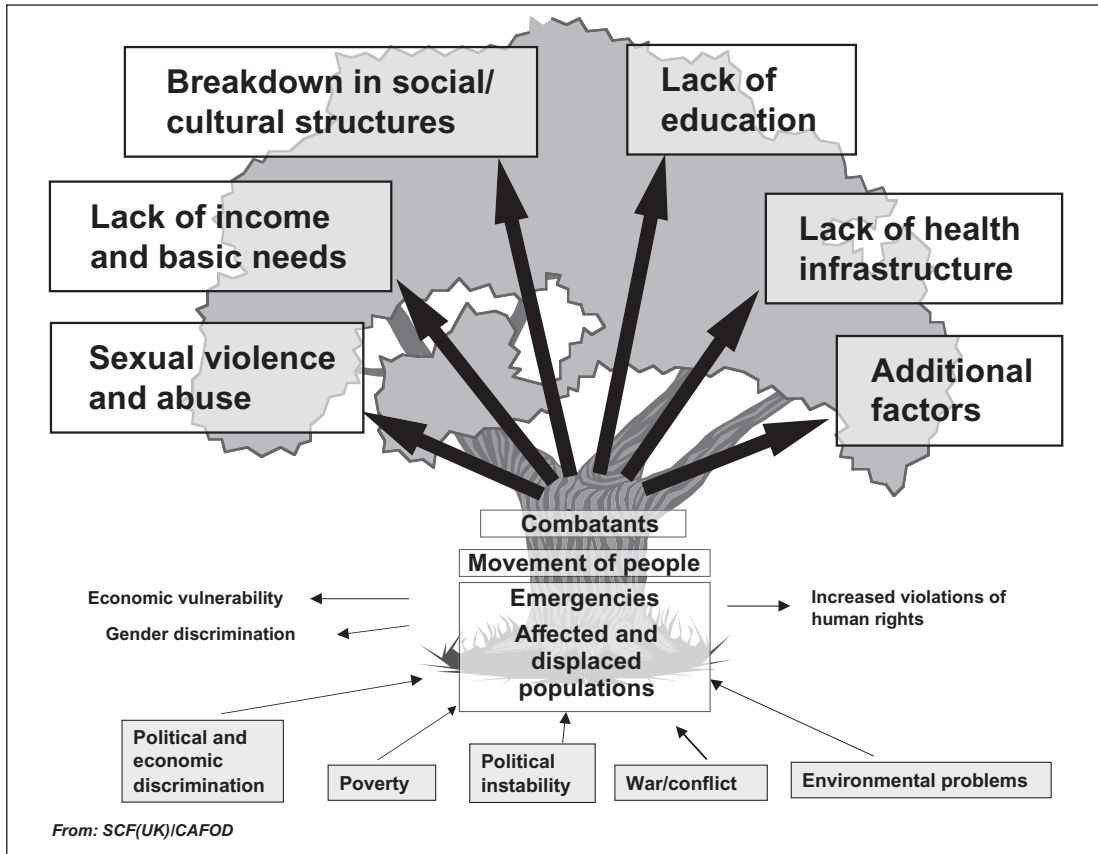 Breakdown in social/
cultural structures
Lack of
education
Lack of income
and basic needs
Lack of health
infrastructure
Sexual violence
and abuse
Additional
factors
Combatants
Movement of people
Emergencies
Affected and
displaced
populations
Economic vulnerability
Gender discrimination
Increased violations of
human rights
Political and
economic
discrimination
Poverty
Political
instability
War/conflict
Environmental problems
From: SCF(UK)/CAFOD